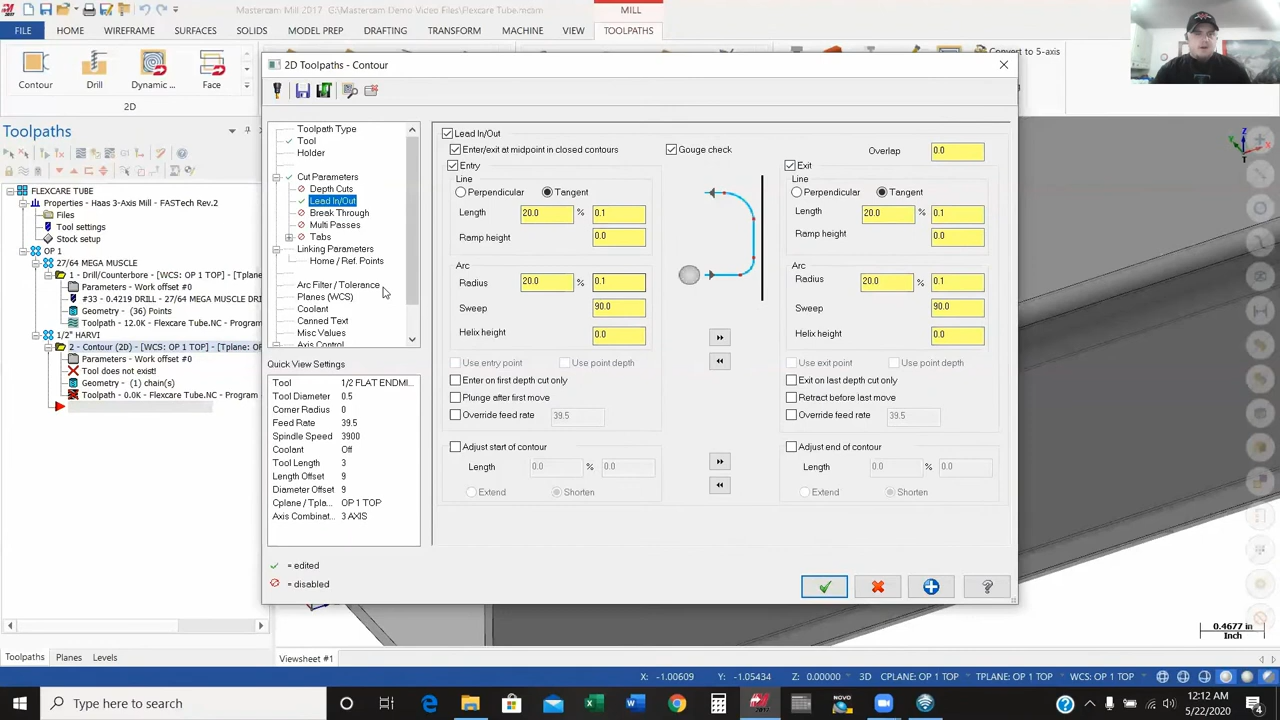 Mastercam Mill 2017 G:\Mastercam Demo Video Files\Flexcare Tube.mcam
MILL
FILE HOME WIREFRAME SURFACES SOLIDS MODEL PREP DRAFTING TRANSFORM MACHINE VIEW TOOLPATHS
Contour Drill Dynamic ... Face
2D
Convert to 5-axis
Toolpaths
FLEXCARE TUBE
Properties - Haas 3-Axis Mill - FASTech Rev.2
Files
Tool settings
Stock setup
OP 1
27/64 MEGA MUSCLE
1 - Drill/Counterbore - [WCS: OP 1 TOP] - [Tplane:
Parameters - Work offset #0
#33 - 0.4219 DRILL - 27/64 MEGA MUSCLE
Geometry - (36) Points
Toolpath - 12.0K - Flexcare Tube.NC - Program
1/2" HARVI
2 - Contour (2D) - [WCS: OP 1 TOP] - [Tplane: OP
Parameters - Work offset #0
Tool does not exist!
Geometry - (1) chain(s)
Toolpath - 0.0K - Flexcare Tube.NC - Program
Toolpaths Planes Levels
2D Toolpaths - Contour
Toolpath Type
Tool
Holder
Cut Parameters
Depth Cuts
Lead In/Out
Break Through
Multi Passes
Tabs
Linking Parameters
Home / Ref. Points
Arc Filter / Tolerance
Planes (WCS)
Coolant
Canned Text
Misc Values
Axis Control
Quick View Settings
Tool 1/2 FLAT ENDMI...
Tool Diameter 0.5
Corner Radius 0
Feed Rate 39.5
Spindle Speed 3900
Coolant Off
Tool Length 3
Length Offset 9
Diameter Offset 9
Cplane / Tpla... OP 1 TOP
Axis Combinat... 3 AXIS
= edited
= disabled
Lead In/Out
Enter/exit at midpoint in closed contours Gouge check Overlap 0.0
Entry
Line
Perpendicular Tangent
Length 20.0 % 0.1
Ramp height 0.0
Arc
Radius 20.0 % 0.1
Sweep 90.0
Helix height 0.0
Use entry point Use point depth
Enter on first depth cut only
Plunge after first move
Override feed rate 39.5
Adjust start of contour
Length 0.0 % 0.0
Extend Shorten
Exit
Line
Perpendicular Tangent
Length 20.0 % 0.1
Ramp height 0.0
Arc
Radius 20.0 % 0.1
Sweep 90.0
Helix height 0.0
Use exit point Use point depth
Exit on last depth cut only
Retract before last move
Override feed rate 39.5
Adjust end of contour
Length 0.0 % 0.0
Extend Shorten
0.4677 in
Inch
Viewsheet #1
X: -1.00609 Y: -1.05434 Z: 0.00000 3D CPLANE: OP 1 TOP TPLANE: OP 1 TOP WCS: OP 1 TOP
Type here to search
12:12 AM
5/22/2020